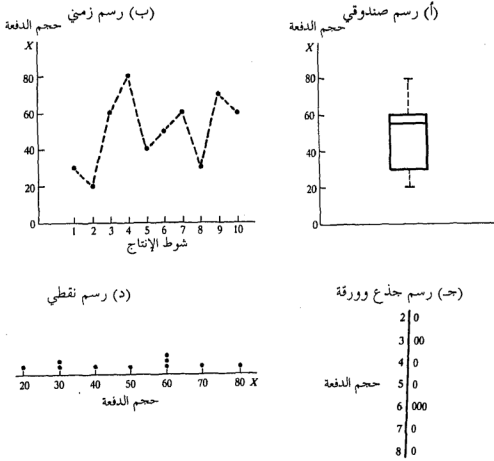 (أ) رسم صندوقي
حجم الدفعة
X
80
60
40
20
0
(ب) رسم زمني
حجم الدفعة
X
80
60
40
20
0
1 2 3 4 5 6 7 8 9 10
شوط الإنتاج
(جـ) رسم جذع وورقة
2 0
3 00
4 0
حجم الدفعة 5 0
6 000
7 0
8 0
(د) رسم نقطي
20 30 40 50 60 70 80 X
حجم الدفعة